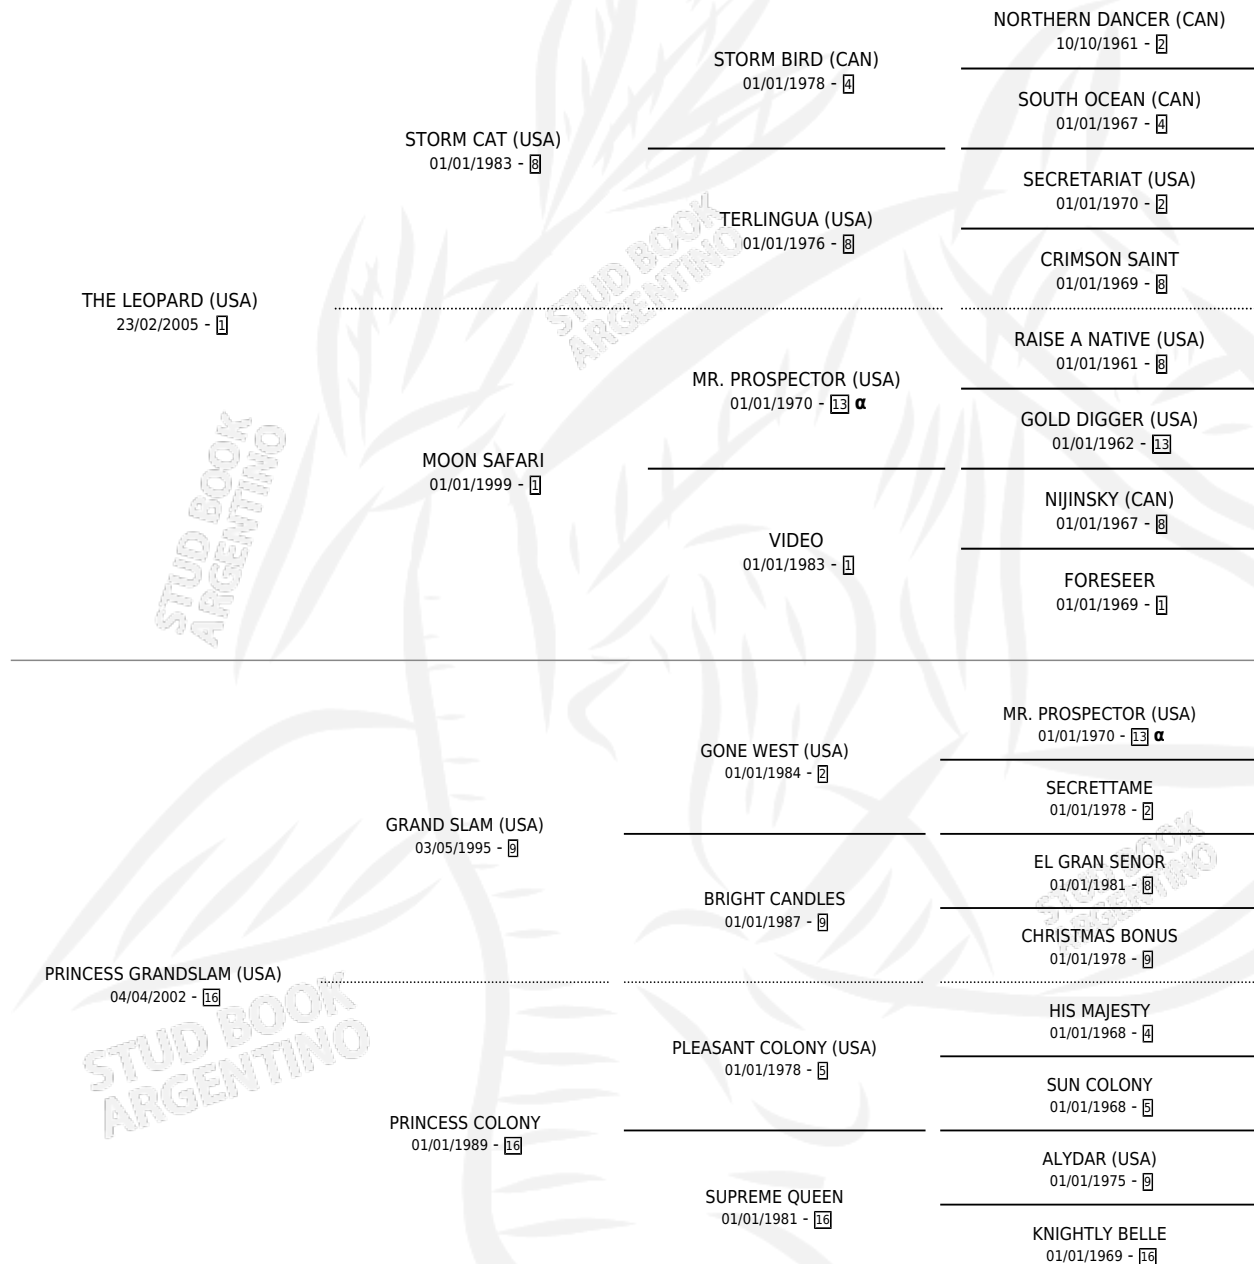 NORTHERN DANCER (CAN)
10/10/1961 - 2
STORM BIRD (CAN)
01/01/1978 - 4
SOUTH OCEAN (CAN)
01/01/1967 - 4
STORM CAT (USA)
01/01/1983 - 8
SECRETARIAT (USA)
01/01/1970 - 2
TERLINGUA (USA)
01/01/1976 - 8
CRIMSON SAINT
01/01/1969 - 8
THE LEOPARD (USA)
23/02/2005 - 1
RAISE A NATIVE (USA)
01/01/1961 - 8
MR. PROSPECTOR (USA)
01/01/1970 - 13 α
GOLD DIGGER (USA)
01/01/1962 - 13
MOON SAFARI
01/01/1999 - 1
NIJINSKY (CAN)
01/01/1967 - 8
VIDEO
01/01/1983 - 1
FORESEER
01/01/1969 - 1
MR. PROSPECTOR (USA)
01/01/1970 - 13 α
GONE WEST (USA)
01/01/1984 - 2
SECRETTAME
01/01/1978 - 2
GRAND SLAM (USA)
03/05/1995 - 9
EL GRAN SENOR
01/01/1981 - 8
BRIGHT CANDLES
01/01/1987 - 9
CHRISTMAS BONUS
01/01/1978 - 9
PRINCESS GRANDSLAM (USA)
04/04/2002 - 16
HIS MAJESTY
01/01/1968 - 4
PLEASANT COLONY (USA)
01/01/1978 - 5
SUN COLONY
01/01/1968 - 5
PRINCESS COLONY
01/01/1989 - 16
ALYDAR (USA)
01/01/1975 - 9
SUPREME QUEEN
01/01/1981 - 16
KNIGHTLY BELLE
01/01/1969 - 16
STUD BOOK
ARGENTINO
STUD BOOK
ARGENTINO
STUD BOOK
ARGENTINO
STUD BOOK
ARGENTINO